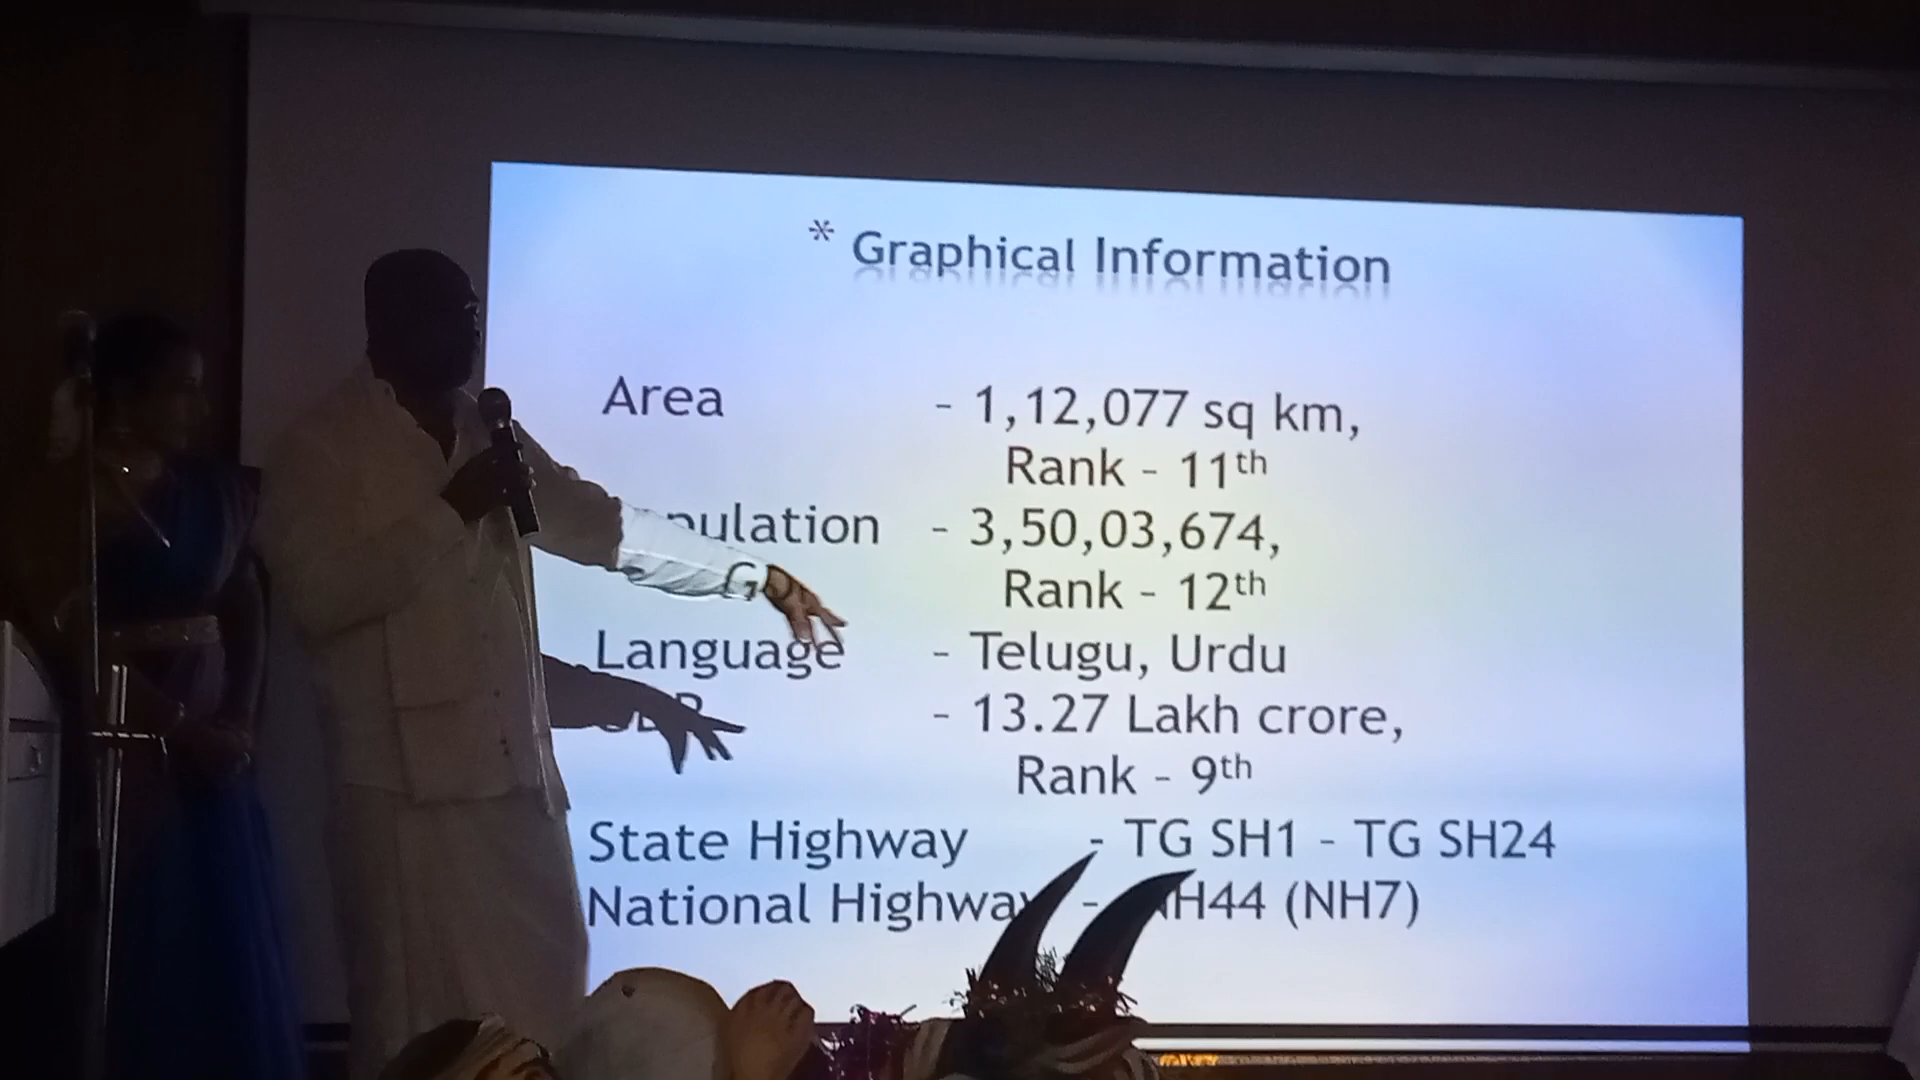 * Graphical Information
Area - 1,12,077 sq km,
Rank - 11th
pulation - 3,50,03,674,
Rank - 12th
Language - Telugu, Urdu
- 13.27 Lakh crore,
Rank - 9th
State Highway - TG SH1 - TG SH24
National Highway - NH44 (NH7)